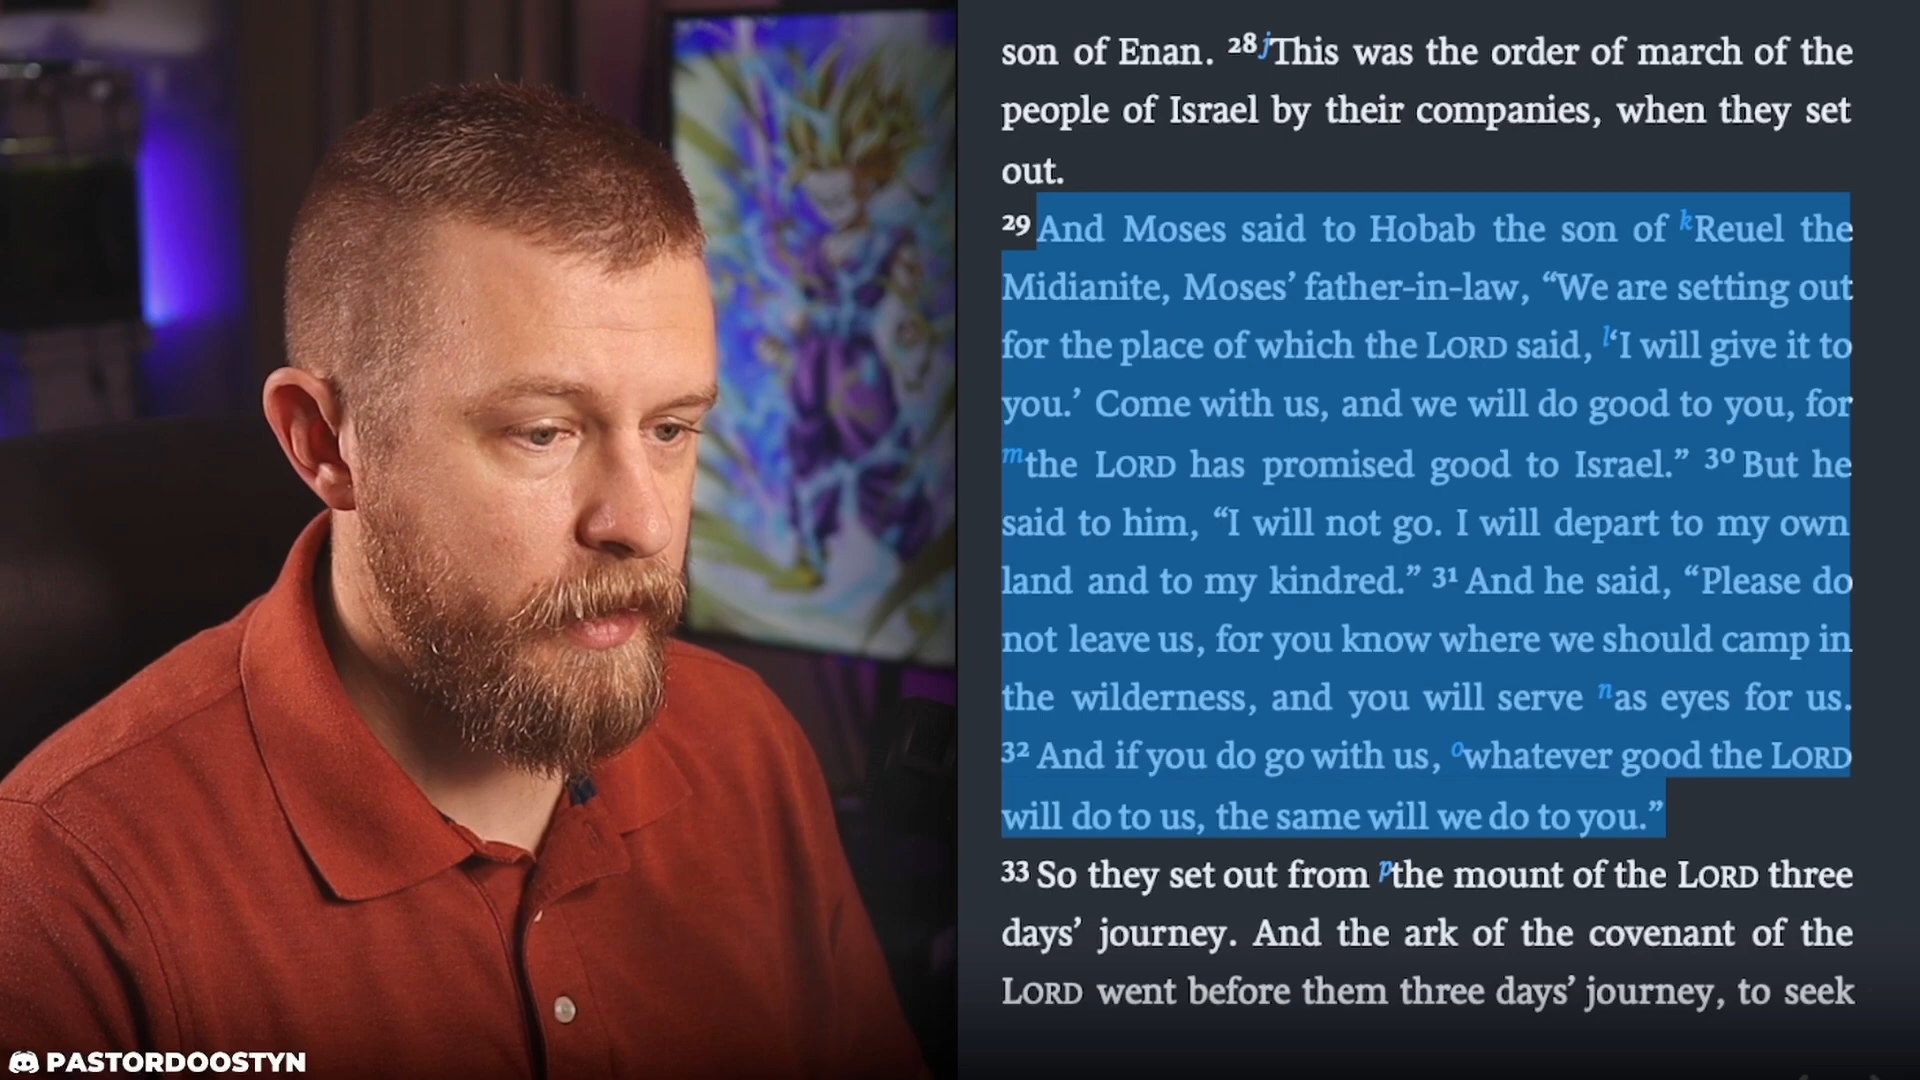 son of Enan. 28 j This was the order of march of the
people of Israel by their companies, when they set
out.
29 And Moses said to Hobab the son of k Reuel the
Midianite, Moses’ father-in-law, “We are setting out
for the place of which the LORD said, l ‘I will give it to
you.’ Come with us, and we will do good to you, for
m the LORD has promised good to Israel.” 30 But he
said to him, “I will not go. I will depart to my own
land and to my kindred.” 31 And he said, “Please do
not leave us, for you know where we should camp in
the wilderness, and you will serve n as eyes for us.
32 And if you do go with us, o whatever good the LORD
will do to us, the same will we do to you.”
33 So they set out from p the mount of the LORD three
days’ journey. And the ark of the covenant of the
LORD went before them three days’ journey, to seek
PASTORDOOSTYN